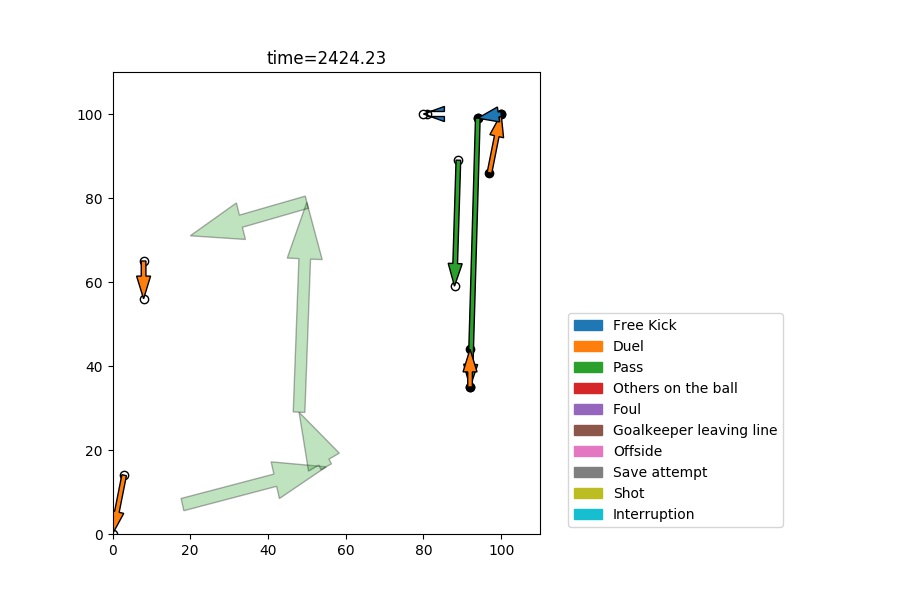 time=2424.23
100
80
60
40
20
0
0 20 40 60 80 100
Free Kick
Duel
Pass
Others on the ball
Foul
Goalkeeper leaving line
Offside
Save attempt
Shot
Interruption